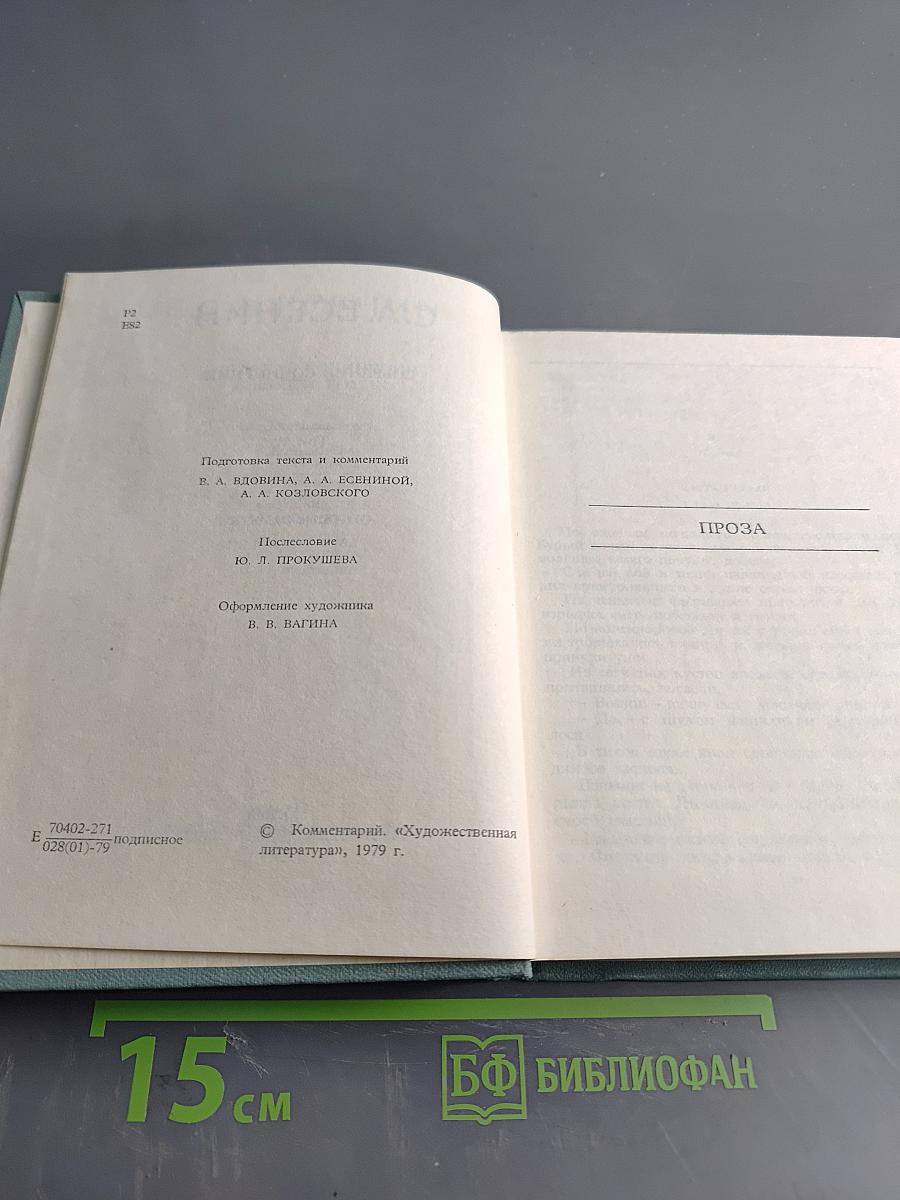 Р2
Е82
Подготовка текста и комментарий
В. А. ВДОВИНА, А. А. ЕСЕНИНОЙ,
А. А. КОЗЛОВСКОГО
Послесловие
Ю. Л. ПРОКУШЕВА
Оформление художника
В. В. ВАГИНА
Е 70402-271 подписное
028(01)-79
© Комментарий. «Художественная
литература», 1979 г.
ПРОЗА
15 см
БФ БИБЛИОФАН